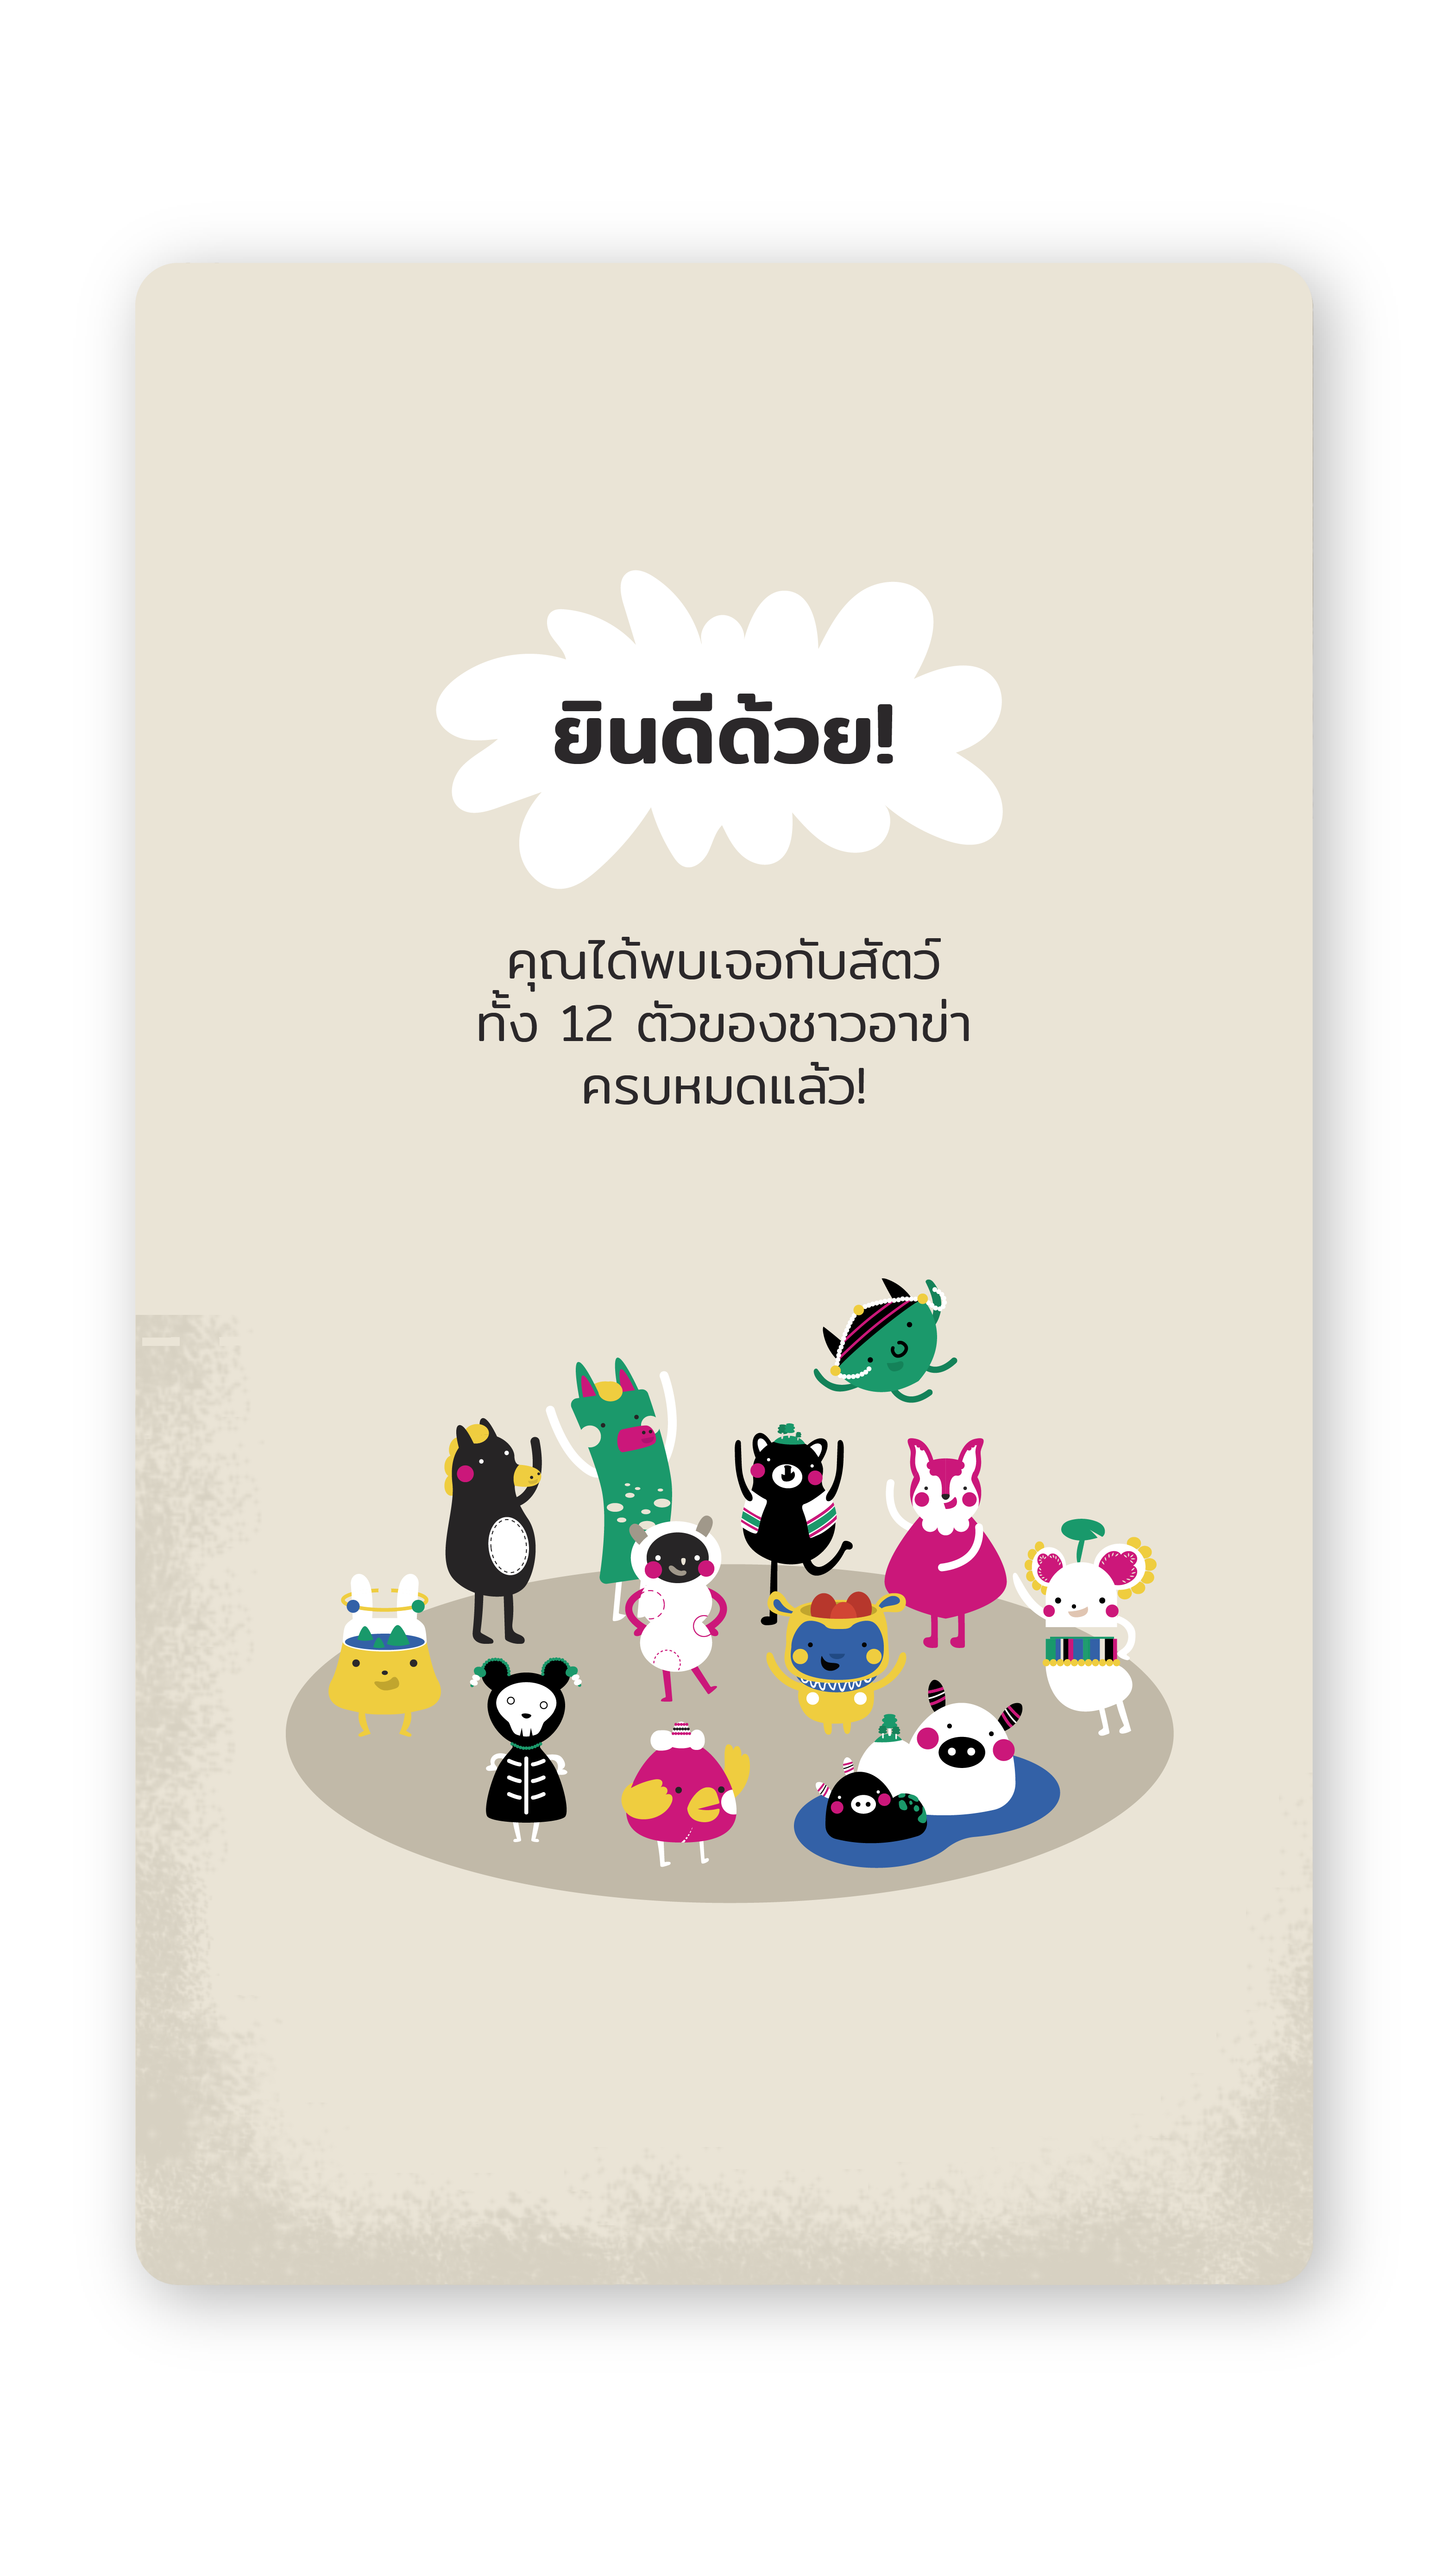 ยินดีด้วย!
คุณได้พบเจอกับสัตว์
ทั้ง 12 ตัวของชาวอาข่า
ครบหมดแล้ว!